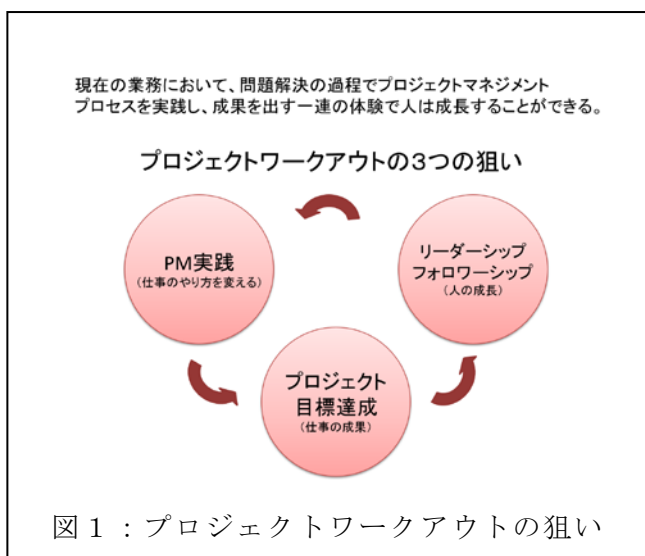 現在の業務において、問題解決の過程でプロジェクトマネジメント
プロセスを実践し、成果を出す一連の体験で人は成長することができる。
プロジェクトワークアウトの3つの狙い
PM実践
(仕事のやり方を変える)
リーダーシップ
フォロワーシップ
(人の成長)
プロジェクト
目標達成
(仕事の成果)
図1：プロジェクトワークアウトの狙い